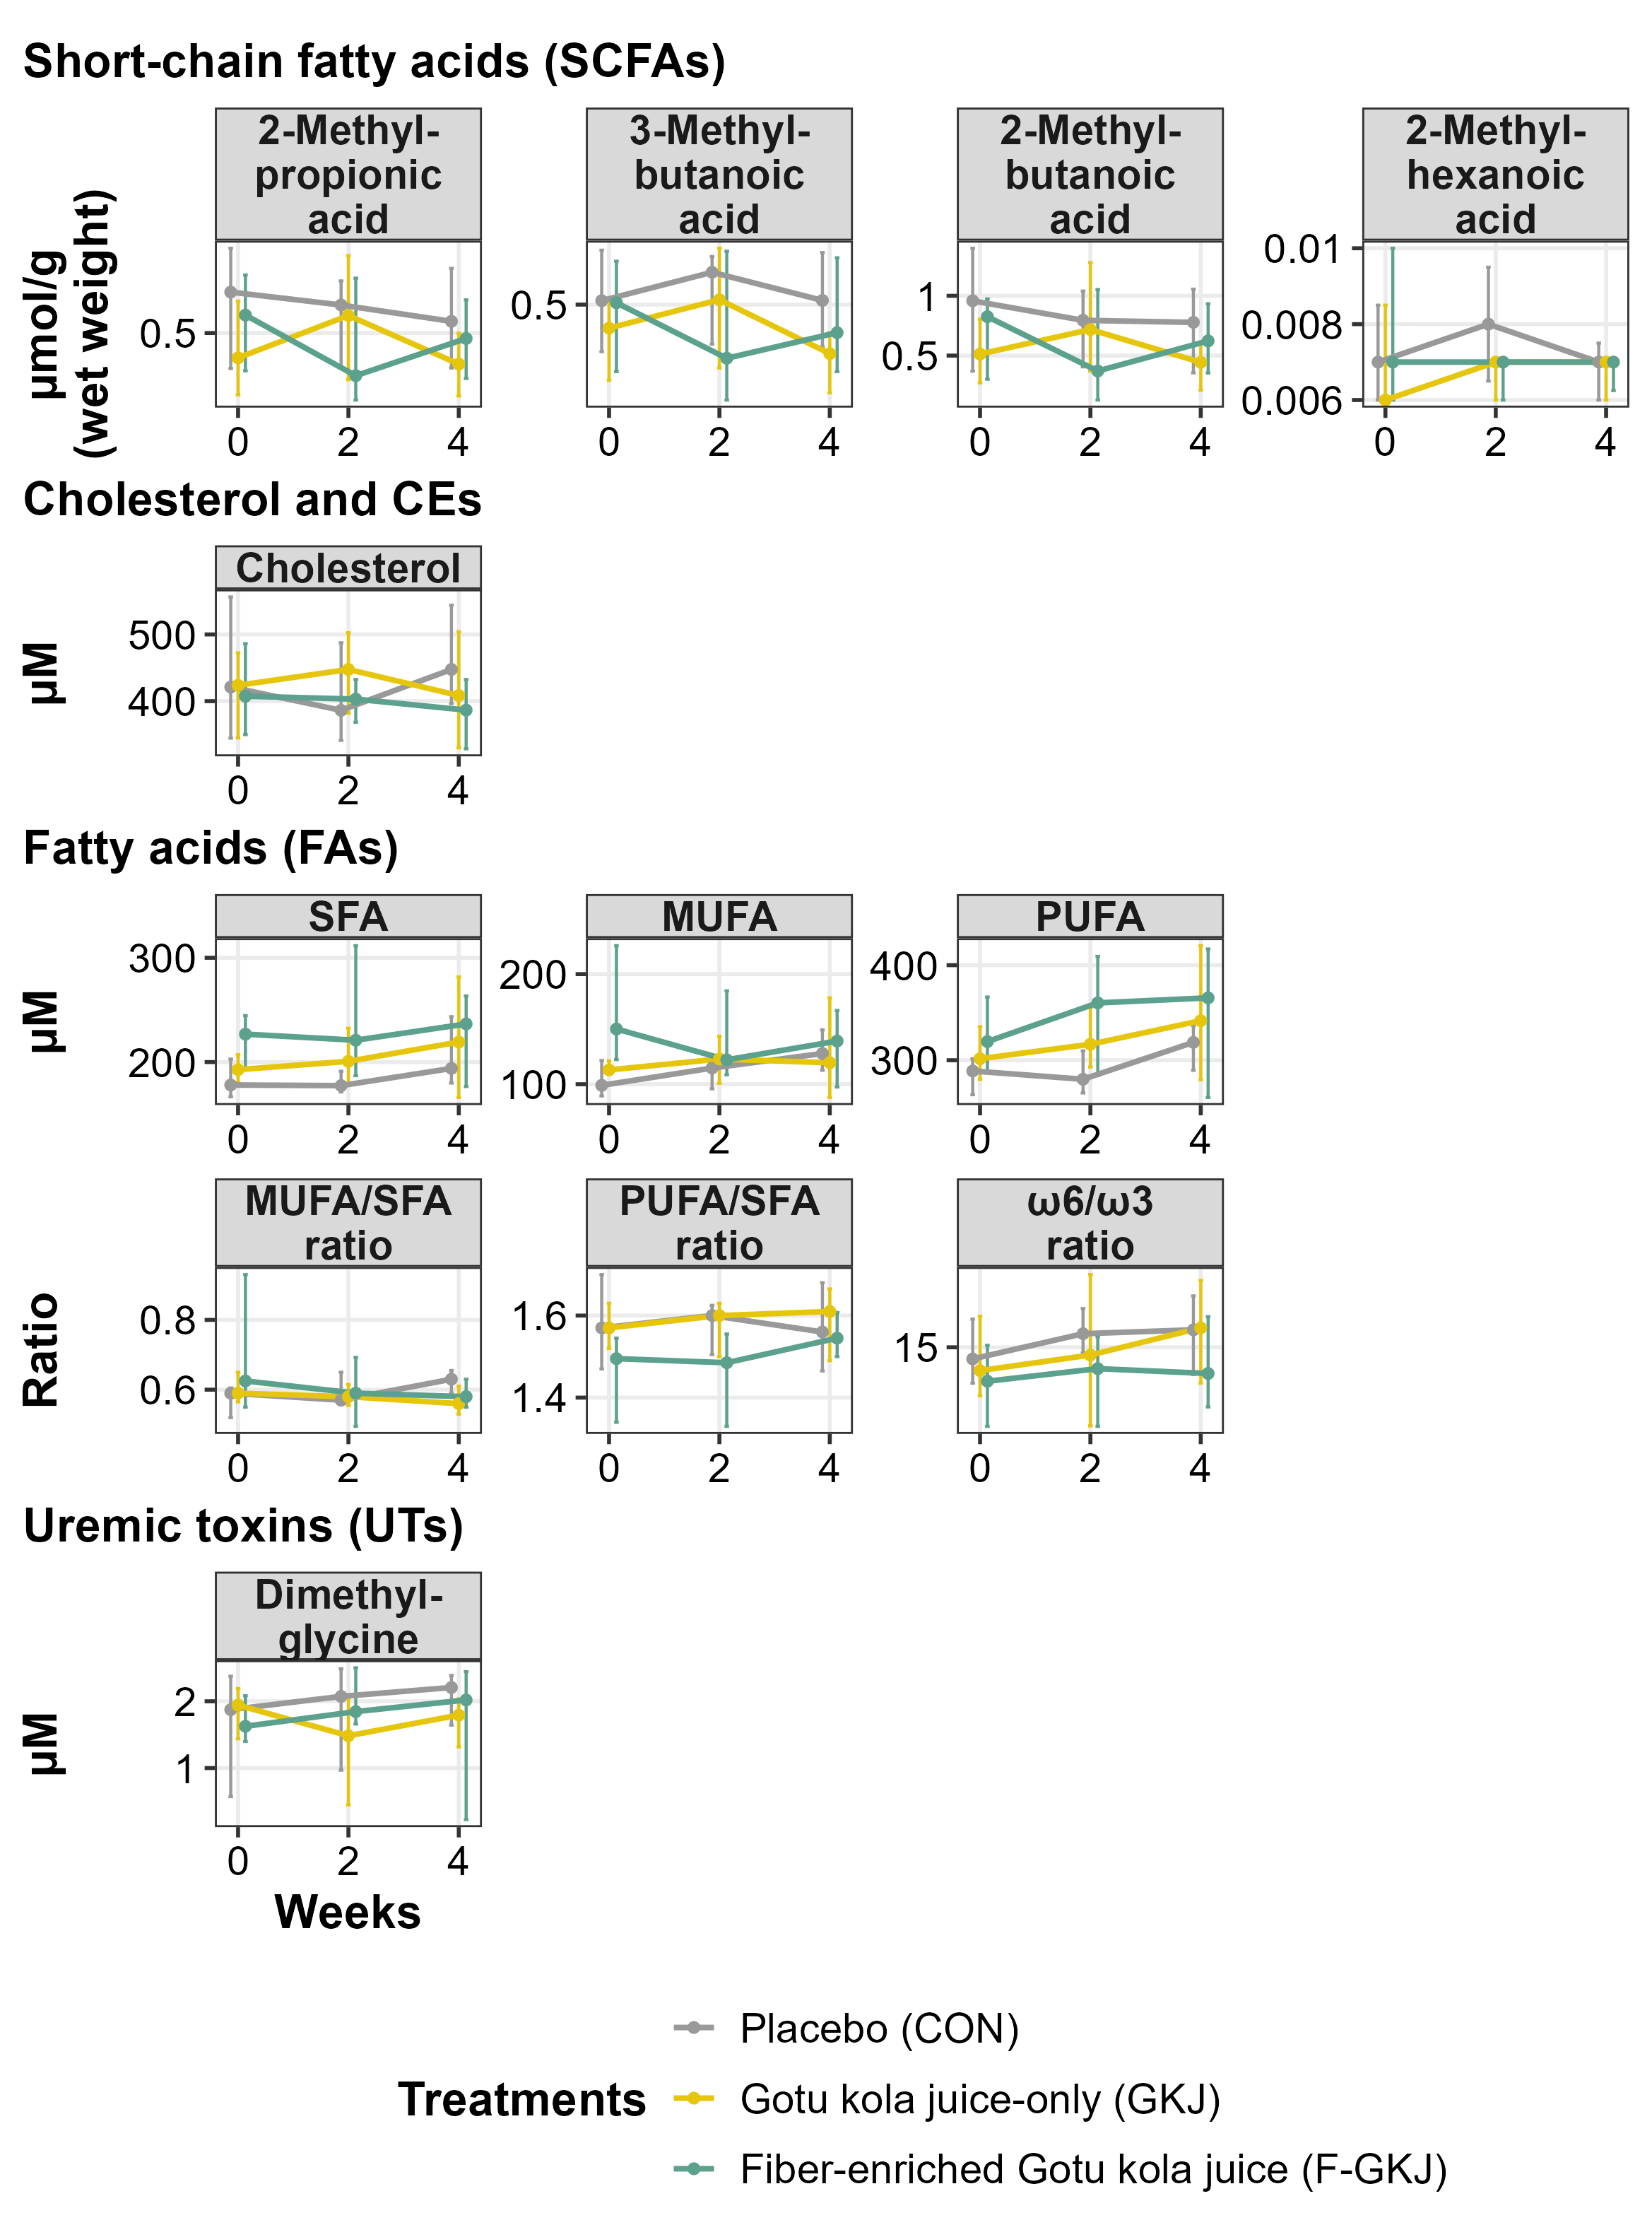 Short-chain fatty acids (SCFAs)
2-Methyl-
propionic
acid
3-Methyl-
butanoic
acid
2-Methyl-
butanoic
acid
2-Methyl-
hexanoic
acid
µmol/g
(wet weight)
0.5
0 2 4
0.5
0 2 4
1
0.5
0 2 4
0.01
0.008
0.006
0 2 4
Cholesterol and CEs
Cholesterol
µM
500
400
0 2 4
Fatty acids (FAs)
SFA
MUFA
PUFA
µM
300
200
0 2 4
200
100
0 2 4
400
300
0 2 4
MUFA/SFA
ratio
PUFA/SFA
ratio
ω6/ω3
ratio
Ratio
0.8
0.6
0 2 4
1.6
1.4
0 2 4
15
0 2 4
Uremic toxins (UTs)
Dimethyl-
glycine
µM
2
1
0 2 4
Weeks
Treatments
Placebo (CON)
Gotu kola juice-only (GKJ)
Fiber-enriched Gotu kola juice (F-GKJ)